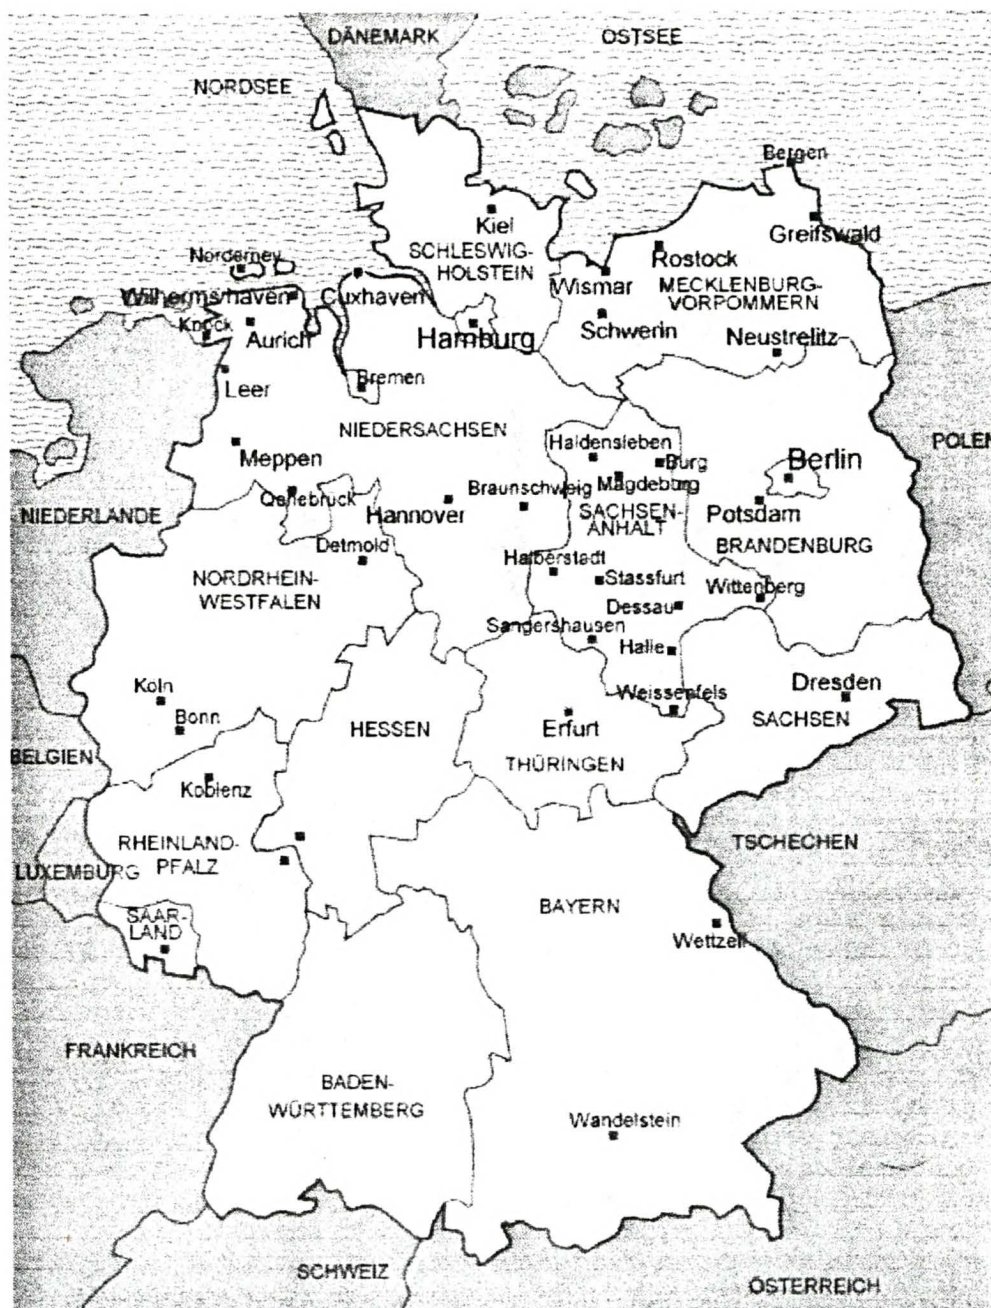 DÄNEMARK
OSTSEE
NORDSEE
Bergen
Kiel
Greifswald
SCHLESWIG-
HOLSTEIN
Rostock
Norderney
Wismar
MECKLENBURG-
VORPOMMERN
Wilhermshaven
Cuxhaven
Knock
Aurich
Hamburg
Schwerin
Neustrelitz
Leer
Bremen
NIEDERSACHSEN
Haldensleben
POLEN
Meppen
Burg
Berlin
Braunschweig
Magdeburg
NIEDERLANDE
Hannover
SACHSEN-
ANHALT
Potsdam
BRANDENBURG
Detmold
Halberstadt
NORDRHEIN-
WESTFALEN
Stassfurt
Wittenberg
Dessau
Sangershausen
Halle
Koln
Weissenfels
Dresden
Bonn
HESSEN
Erfurt
SACHSEN
BELGIEN
THÜRINGEN
Koblenz
RHEINLAND-
PFALZ
TSCHECHEN
LUXEMBURG
SAAR-
LAND
BAYERN
Wettzell
FRANKREICH
BADEN-
WÜRTTEMBERG
Wandelstein
SCHWEIZ
ÖSTERREICH